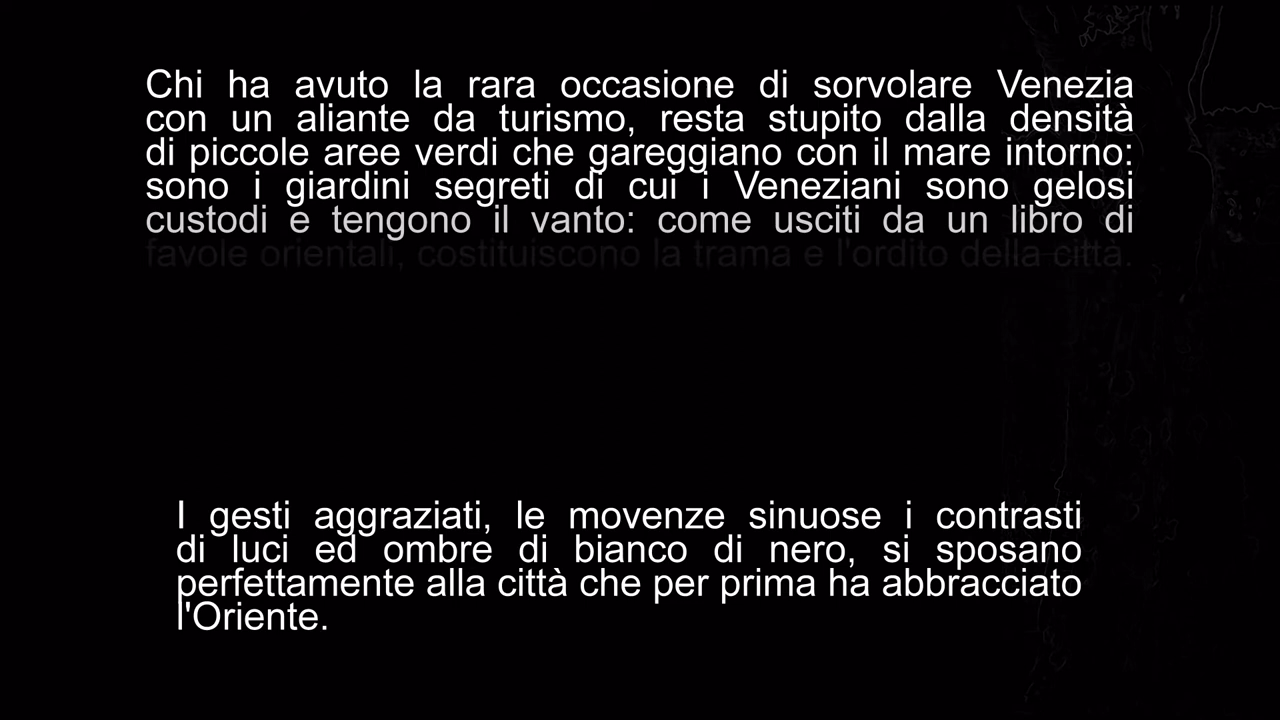 Chi ha avuto la rara occasione di sorvolare Venezia
con un aliante da turismo, resta stupito dalla densità
di piccole aree verdi che gareggiano con il mare intorno:
sono i giardini segreti di cui i Veneziani sono gelosi
custodi e tengono il vanto: come usciti da un libro di
favole orientali, costituiscono la trama e l'ordito della città.
I gesti aggraziati, le movenze sinuose i contrasti
di luci ed ombre di bianco di nero, si sposano
perfettamente alla città che per prima ha abbracciato
l'Oriente.